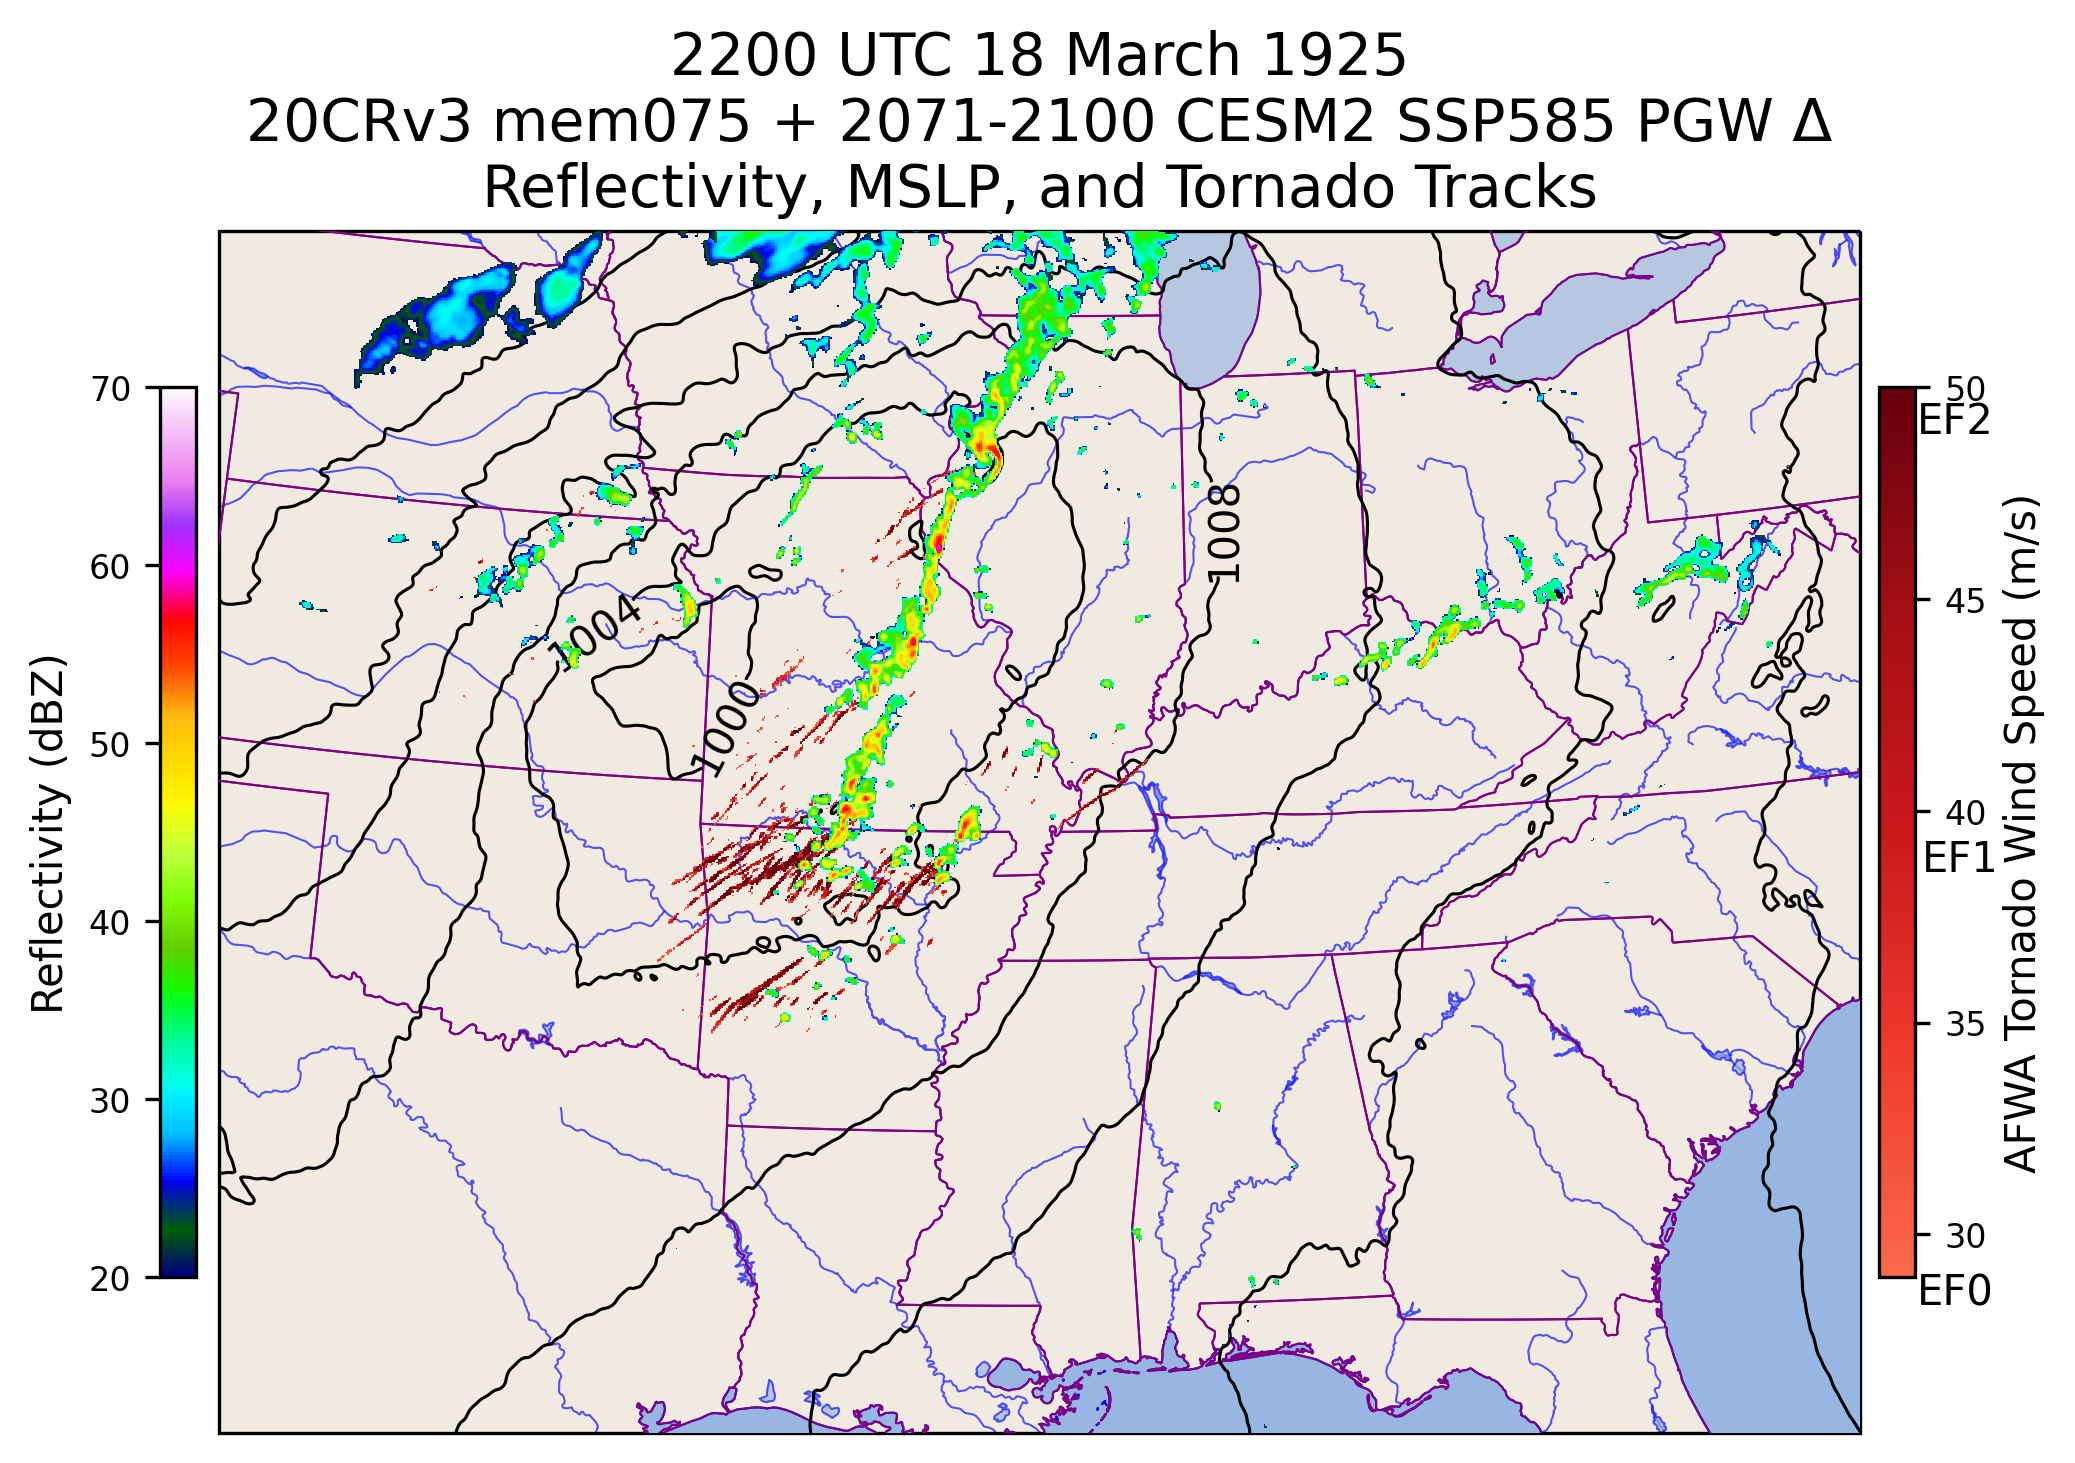 2200 UTC 18 March 1925
20CRv3 mem075 + 2071-2100 CESM2 SSP585 PGW Δ
Reflectivity, MSLP, and Tornado Tracks
Reflectivity (dBZ)
70
60
50
40
30
20
1004
1000
1008
50
EF2
45
40
EF1
35
30
EF0
AFWA Tornado Wind Speed (m/s)